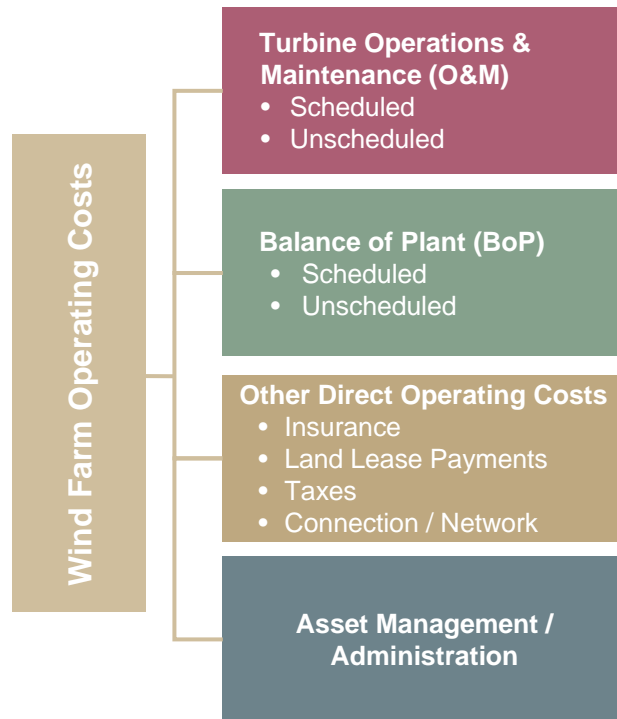 Wind Farm Operating Costs
Turbine Operations &
Maintenance (O&M)
• Scheduled
• Unscheduled
Balance of Plant (BoP)
• Scheduled
• Unscheduled
Other Direct Operating Costs
• Insurance
• Land Lease Payments
• Taxes
• Connection / Network
Asset Management /
Administration